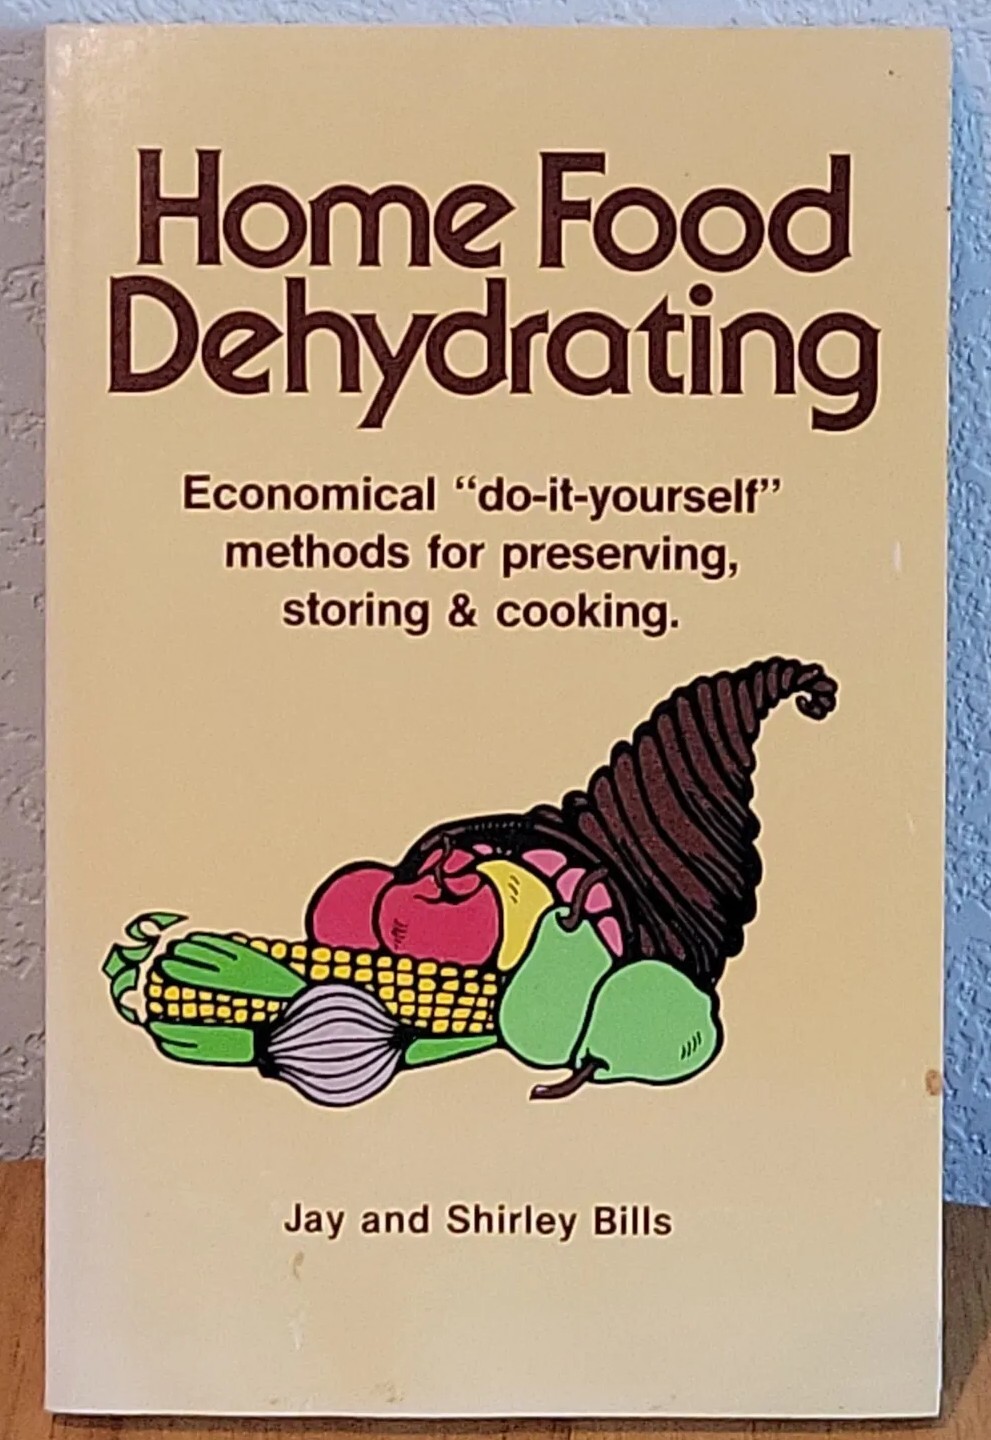 Home Food
Dehydrating
Economical “do-it-yourself”
methods for preserving,
storing & cooking.
Jay and Shirley Bills